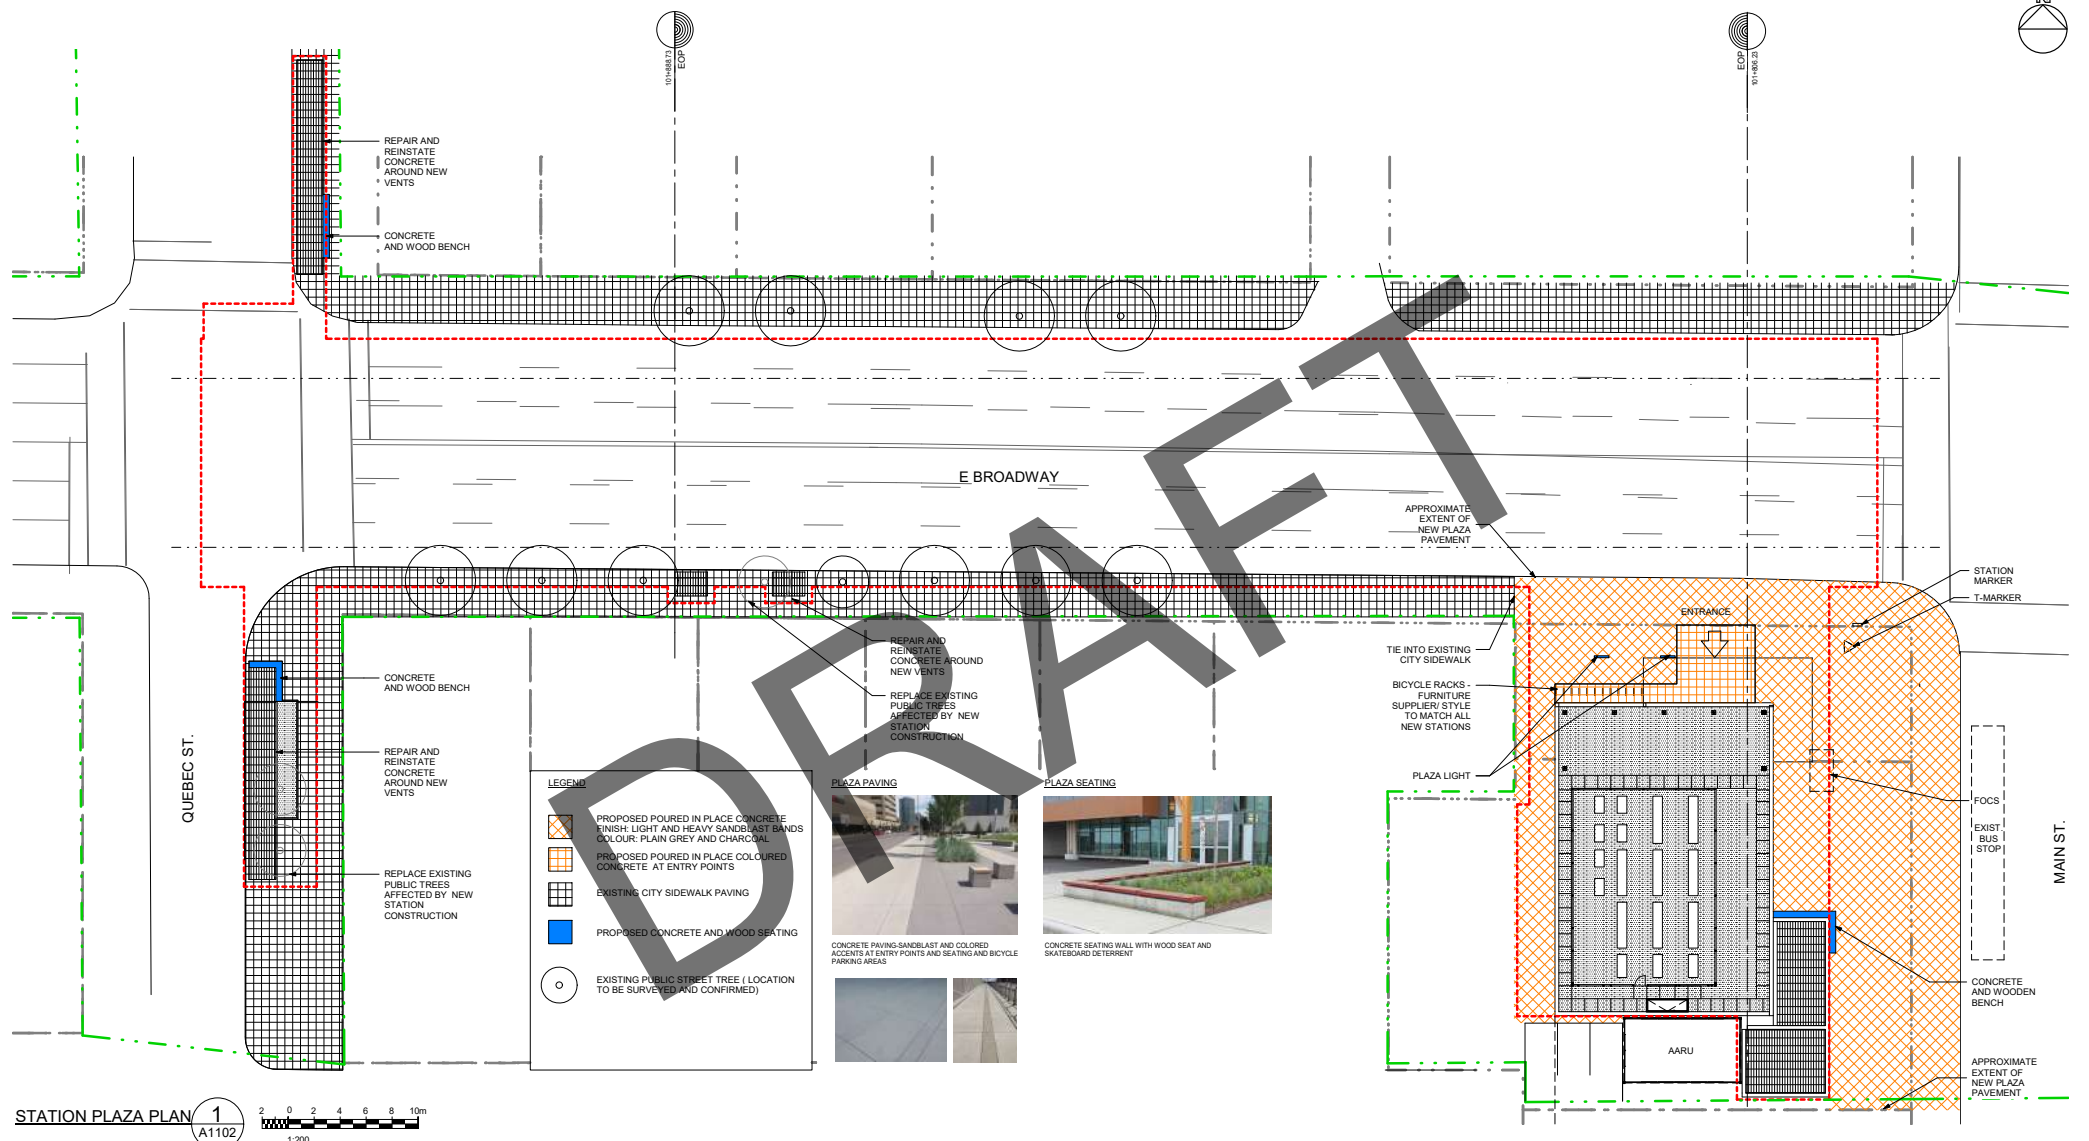 N
101+888.73
EOP
EOP
101+806.23
REPAIR AND
REINSTATE
CONCRETE
AROUND NEW
VENTS
CONCRETE
AND WOOD BENCH
E BROADWAY
APPROXIMATE
EXTENT OF
NEW PLAZA
PAVEMENT
STATION
MARKER
T-MARKER
ENTRANCE
TIE INTO EXISTING
CITY SIDEWALK
BICYCLE RACKS -
FURNITURE
SUPPLIER/ STYLE
TO MATCH ALL
NEW STATIONS
PLAZA LIGHT
REPAIR AND
REINSTATE
CONCRETE AROUND
NEW VENTS
REPLACE EXISTING
PUBLIC TREES
AFFECTED BY NEW
STATION
CONSTRUCTION
CONCRETE
AND WOOD BENCH
REPAIR AND
REINSTATE
CONCRETE
AROUND NEW
VENTS
REPLACE EXISTING
PUBLIC TREES
AFFECTED BY NEW
STATION
CONSTRUCTION
QUEBEC ST.
LEGEND
PROPOSED POURED IN PLACE CONCRETE
FINISH: LIGHT AND HEAVY SANDBLAST BANDS
COLOUR: PLAIN GREY AND CHARCOAL
PROPOSED POURED IN PLACE COLOURED
CONCRETE AT ENTRY POINTS
EXISTING CITY SIDEWALK PAVING
PROPOSED CONCRETE AND WOOD SEATING
EXISTING PUBLIC STREET TREE ( LOCATION
TO BE SURVEYED AND CONFIRMED)
PLAZA PAVING
CONCRETE PAVING-SANDBLAST AND COLORED
ACCENTS AT ENTRY POINTS AND SEATING AND BICYCLE
PARKING AREAS
PLAZA SEATING
CONCRETE SEATING WALL WITH WOOD SEAT AND
SKATEBOARD DETERRENT
FOCS
EXIST.
BUS
STOP
MAIN ST.
CONCRETE
AND WOODEN
BENCH
AARU
APPROXIMATE
EXTENT OF
NEW PLAZA
PAVEMENT
DRAFT
STATION PLAZA PLAN
1
A1102
2 0 2 4 6 8 10m
1:200